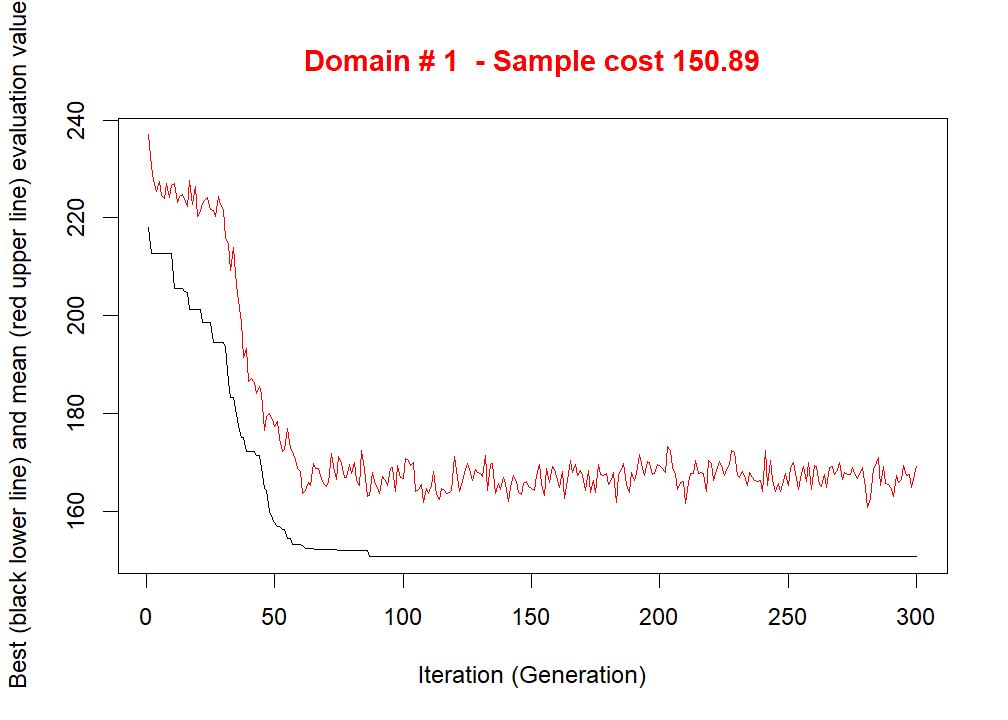 Domain # 1  - Sample cost 150.89
Best (black lower line) and mean (red upper line) evaluation value
240
220
200
180
160
0 50 100 150 200 250 300
Iteration (Generation)